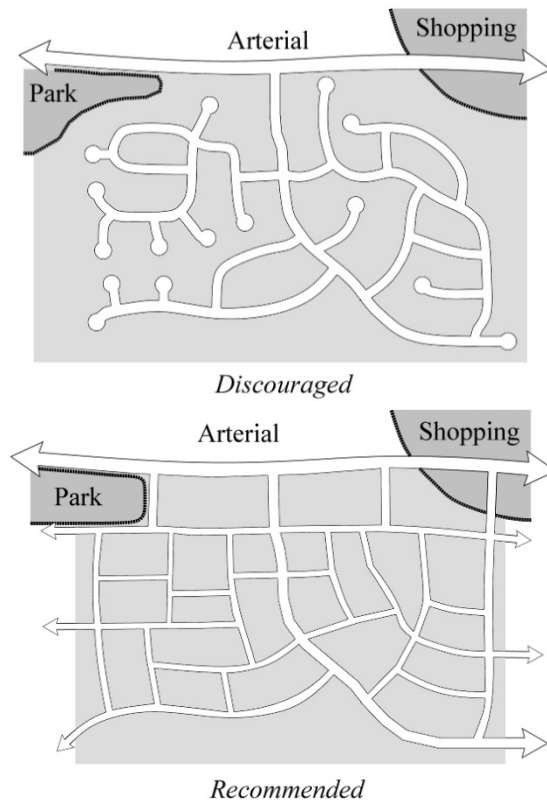 Shopping
Arterial
Park
Discouraged
Arterial
Shopping
Park
Recommended